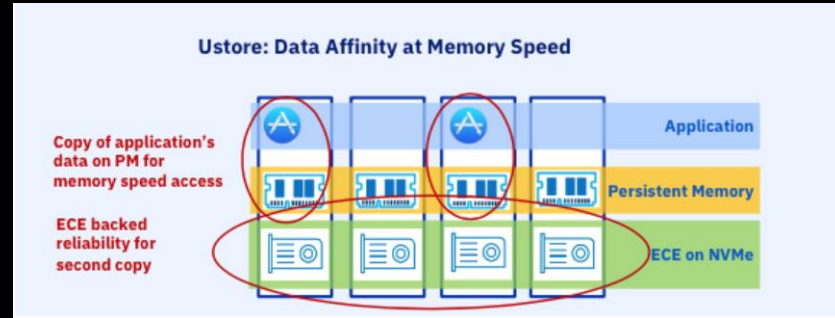 Ustore: Data Affinity at Memory Speed
Copy of application's
data on PM for
memory speed access
Application
Persistent Memory
ECE backed
reliability for
second copy
ECE on NVMe